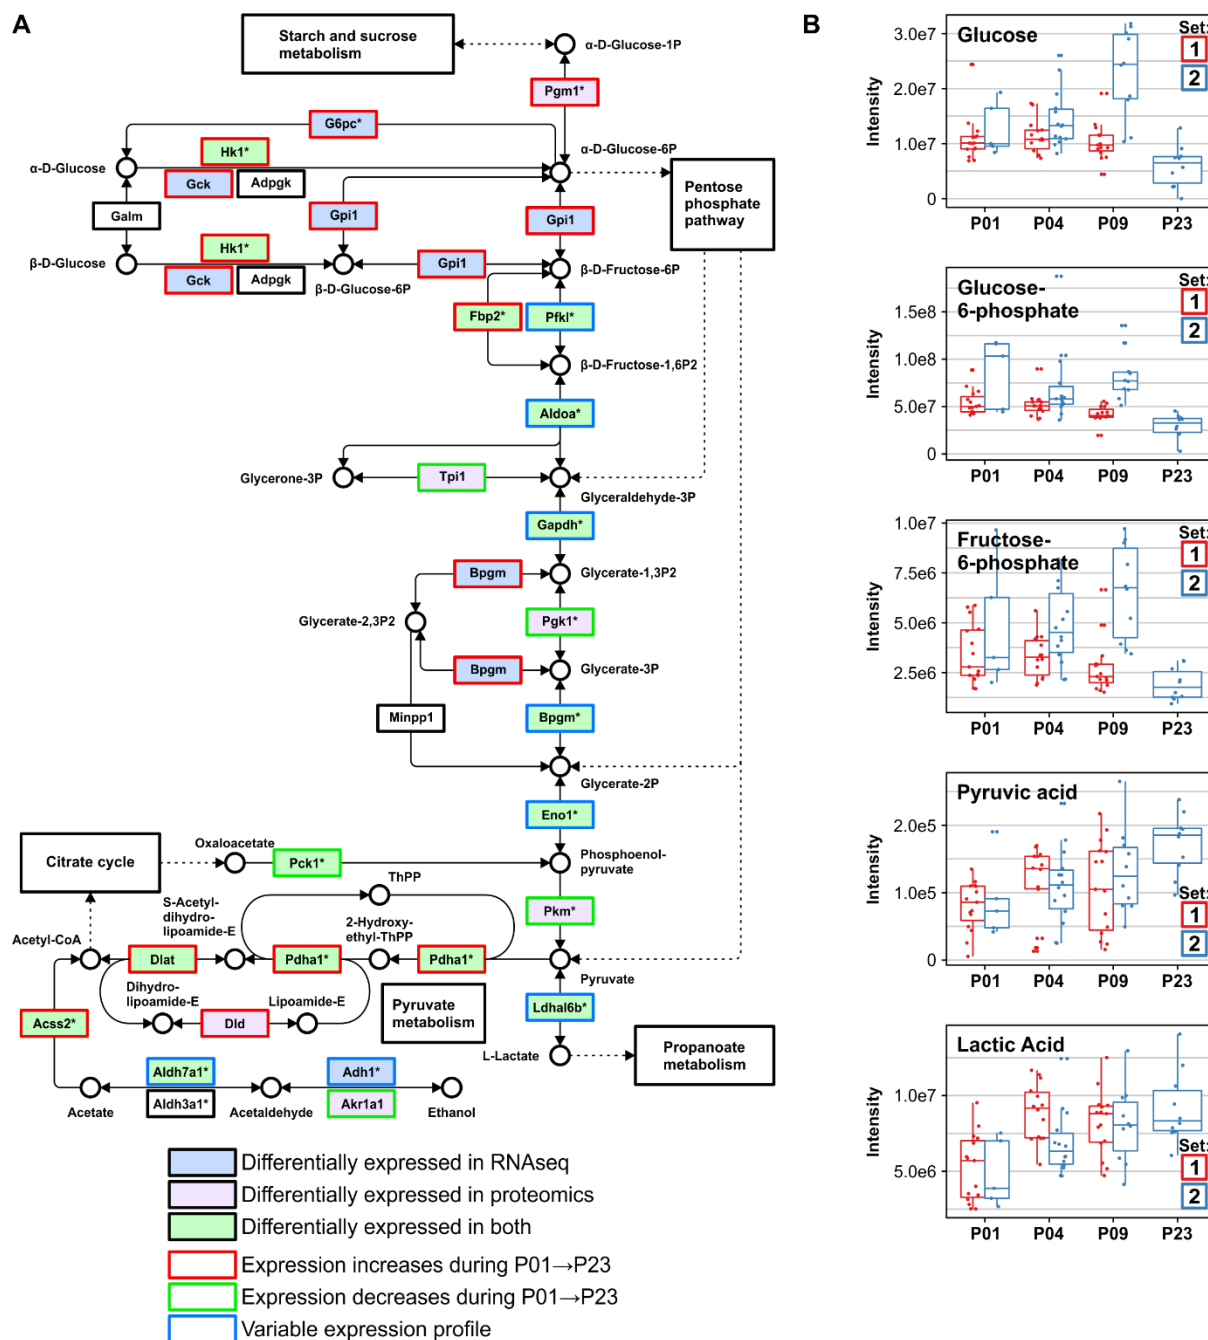 A
Starch and sucrose
metabolism
α-D-Glucose-1P
Pgm1*
G6pc*
α-D-Glucose-6P
Hk1*
α-D-Glucose
Gck
Adpgk
Pentose
phosphate
pathway
Galm
Gpi1
Gpi1
Hk1*
β-D-Glucose
Gck
Adpgk
β-D-Glucose-6P
Gpi1
β-D-Fructose-6P
Fbp2*
Pfkl*
β-D-Fructose-1,6P2
Aldoa*
Glycerone-3P
Tpi1
Glyceraldehyde-3P
Gapdh*
Bpgm
Glycerate-1,3P2
Glycerate-2,3P2
Pgk1*
Bpgm
Glycerate-3P
Minpp1
Bpgm*
Glycerate-2P
Eno1*
Oxaloacetate
Citrate cycle
Pck1*
Phosphoenol-
pyruvate
ThPP
S-Acetyl-
dihydro-
lipoamide-E
2-Hydroxy-
ethyl-ThPP
Pkm*
Acetyl-CoA
Dlat
Pdha1*
Pdha1*
Pyruvate
Dihydro-
lipoamide-E
Lipoamide-E
Acss2*
Dld
Pyruvate
metabolism
Ldhal6b*
L-Lactate
Propanoate
metabolism
Aldh7a1*
Adh1*
Aldh3a1*
Akr1a1
Acetate
Acetaldehyde
Ethanol
Differentially expressed in RNAseq
Differentially expressed in proteomics
Differentially expressed in both
Expression increases during P01→P23
Expression decreases during P01→P23
Variable expression profile
B
Glucose
Set:
1
2
Intensity
3.0e7
2.0e7
1.0e7
0
P01 P04 P09 P23
Glucose-
6-phosphate
Set:
1
2
Intensity
1.5e8
1.0e8
5.0e7
0
P01 P04 P09 P23
Fructose-
6-phosphate
Set:
1
2
Intensity
1.0e7
7.5e6
5.0e6
2.5e6
P01 P04 P09 P23
Pyruvic acid
Set:
1
2
Intensity
2.0e5
1.0e5
0
P01 P04 P09 P23
Lactic Acid
Set:
1
2
Intensity
1.0e7
5.0e6
P01 P04 P09 P23